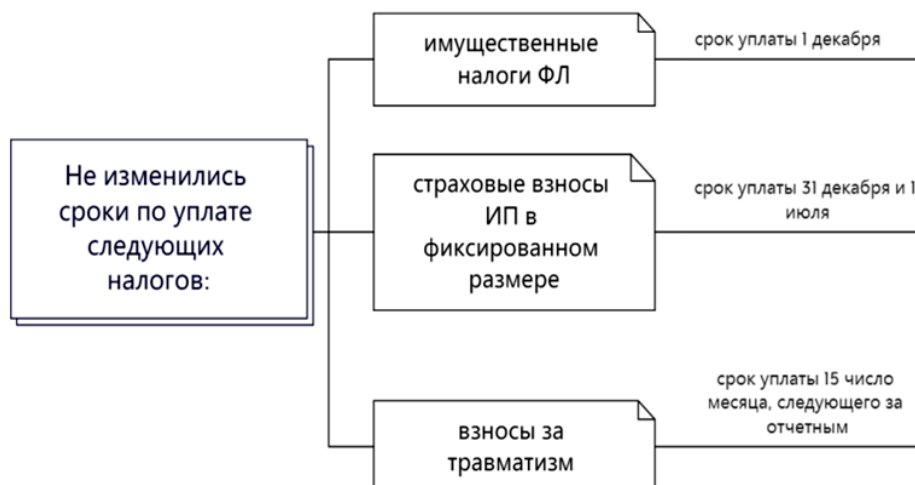 Не изменились
сроки по уплате
следующих
налогов:
имущественные
налоги ФЛ
срок уплаты 1 декабря
страховые взносы
ИП в
фиксированном
размере
срок уплаты 31 декабря и 1
июля
взносы за
травматизм
срок уплаты 15 число
месяца, следующего за
отчетным